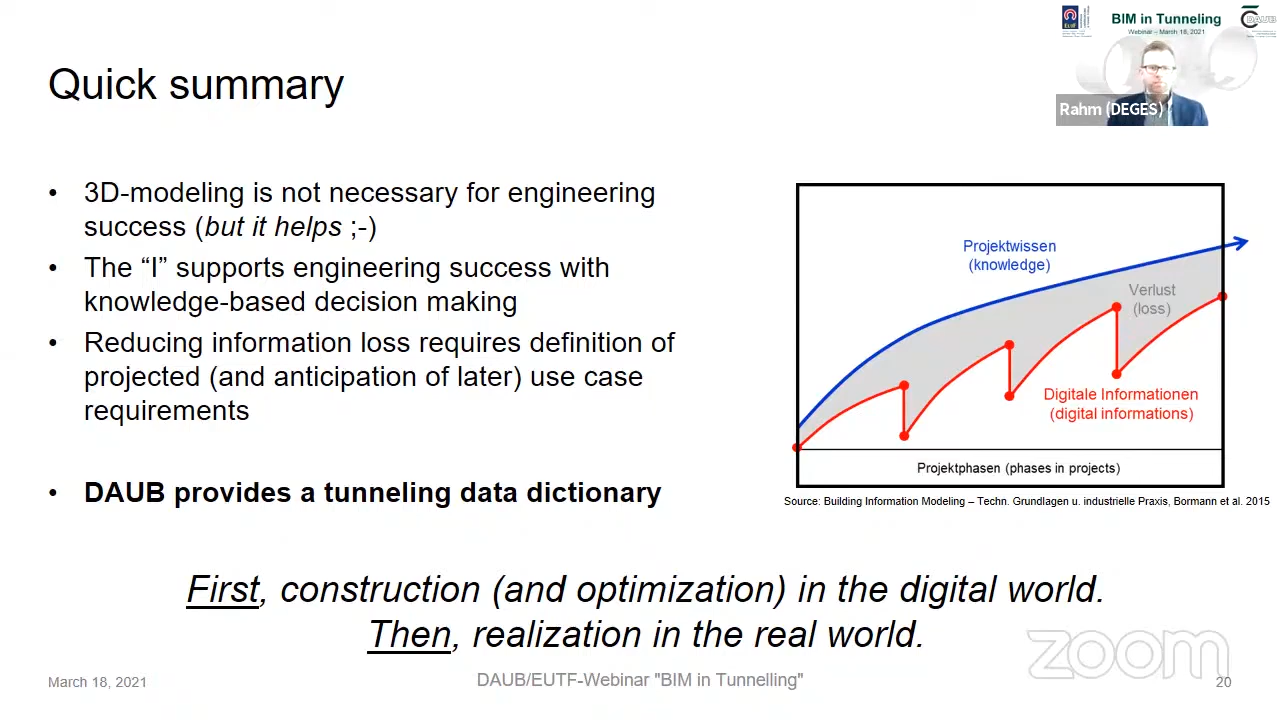 BIM in Tunneling
Webinar – March 18, 2021
EUTF
DAUB
Rahm (DEGES)
Quick summary
• 3D-modeling is not necessary for engineering
success (but it helps ;-)
• The “I” supports engineering success with
knowledge-based decision making
• Reducing information loss requires definition of
projected (and anticipation of later) use case
requirements
• DAUB provides a tunneling data dictionary
Projektwissen
(knowledge)
Verlust
(loss)
Digitale Informationen
(digital informations)
Projektphasen (phases in projects)
Source: Building Information Modeling – Techn. Grundlagen u. industrielle Praxis, Bormann et al. 2015
First, construction (and optimization) in the digital world.
Then, realization in the real world.
zoom
March 18, 2021
DAUB/EUTF-Webinar "BIM in Tunnelling"
20